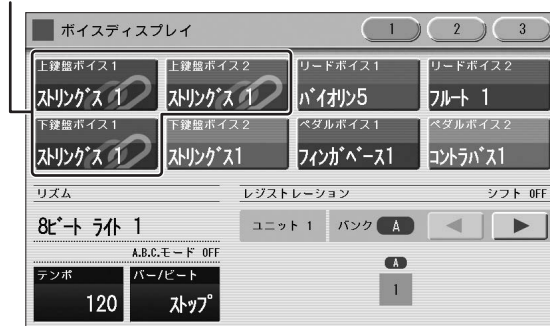 ボイスディスプレイ 1 2 3
上鍵盤ボイス1 上鍵盤ボイス2 リードボイス1 リードボイス2
ストリングス 1 ストリングス 1 バイオリン5 フルート 1
下鍵盤ボイス1 下鍵盤ボイス2 ペダルボイス1 ペダルボイス2
ストリングス 1 ストリングス1 フィンガベース1 コントラバス1
リズム レジストレーション シフト OFF
8ビート ライト 1 ユニット 1 バンク A
A.B.C.モード OFF
テンポ バー/ビート A
120 ストップ 1